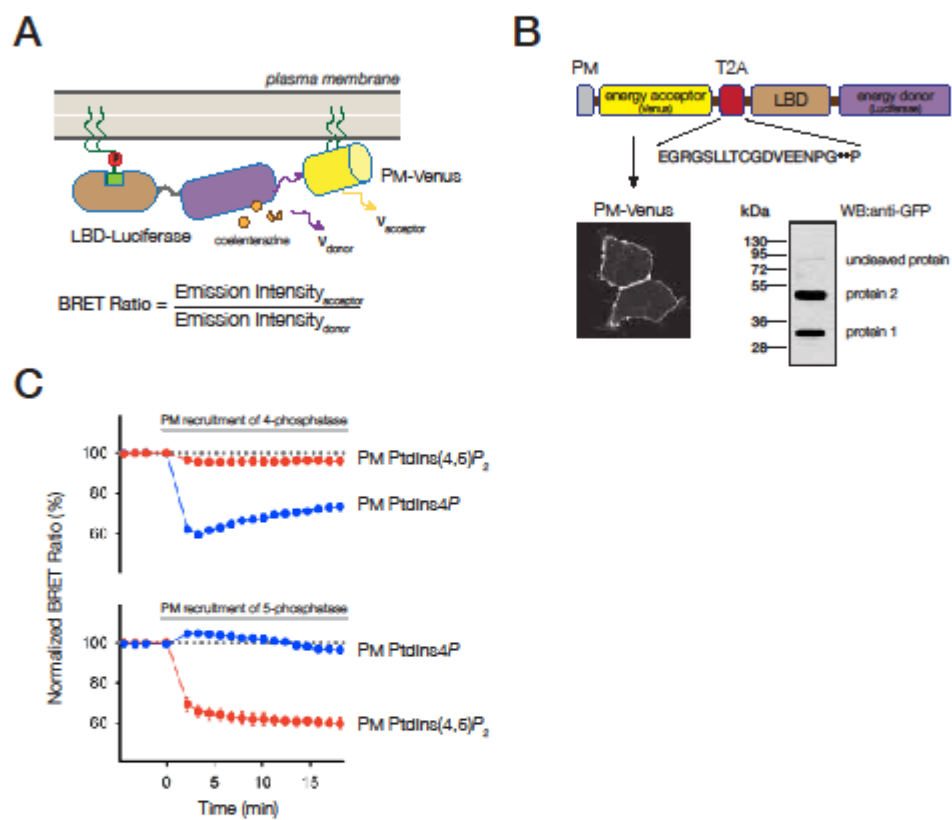 A
plasma membrane
P
PM-Venus
LBD-Luciferase
coelenterazine
νdonor
νacceptor
BRET Ratio = Emission Intensityacceptor
Emission Intensitydonor
B
PM
T2A
energy acceptor
(Venus)
LBD
energy donor
(Luciferase)
EGRGSLLTCGDVEENPG••P
PM-Venus
kDa
WB:anti-GFP
130
95
72
55
36
28
uncleaved protein
protein 2
protein 1
C
Normalized BRET Ratio (%)
PM recruitment of 4-phosphatase
100
80
60
PM PtdIns(4,5)P2
PM PtdIns4P
PM recruitment of 5-phosphatase
100
80
60
PM PtdIns4P
PM PtdIns(4,5)P2
0 5 10 15
Time (min)